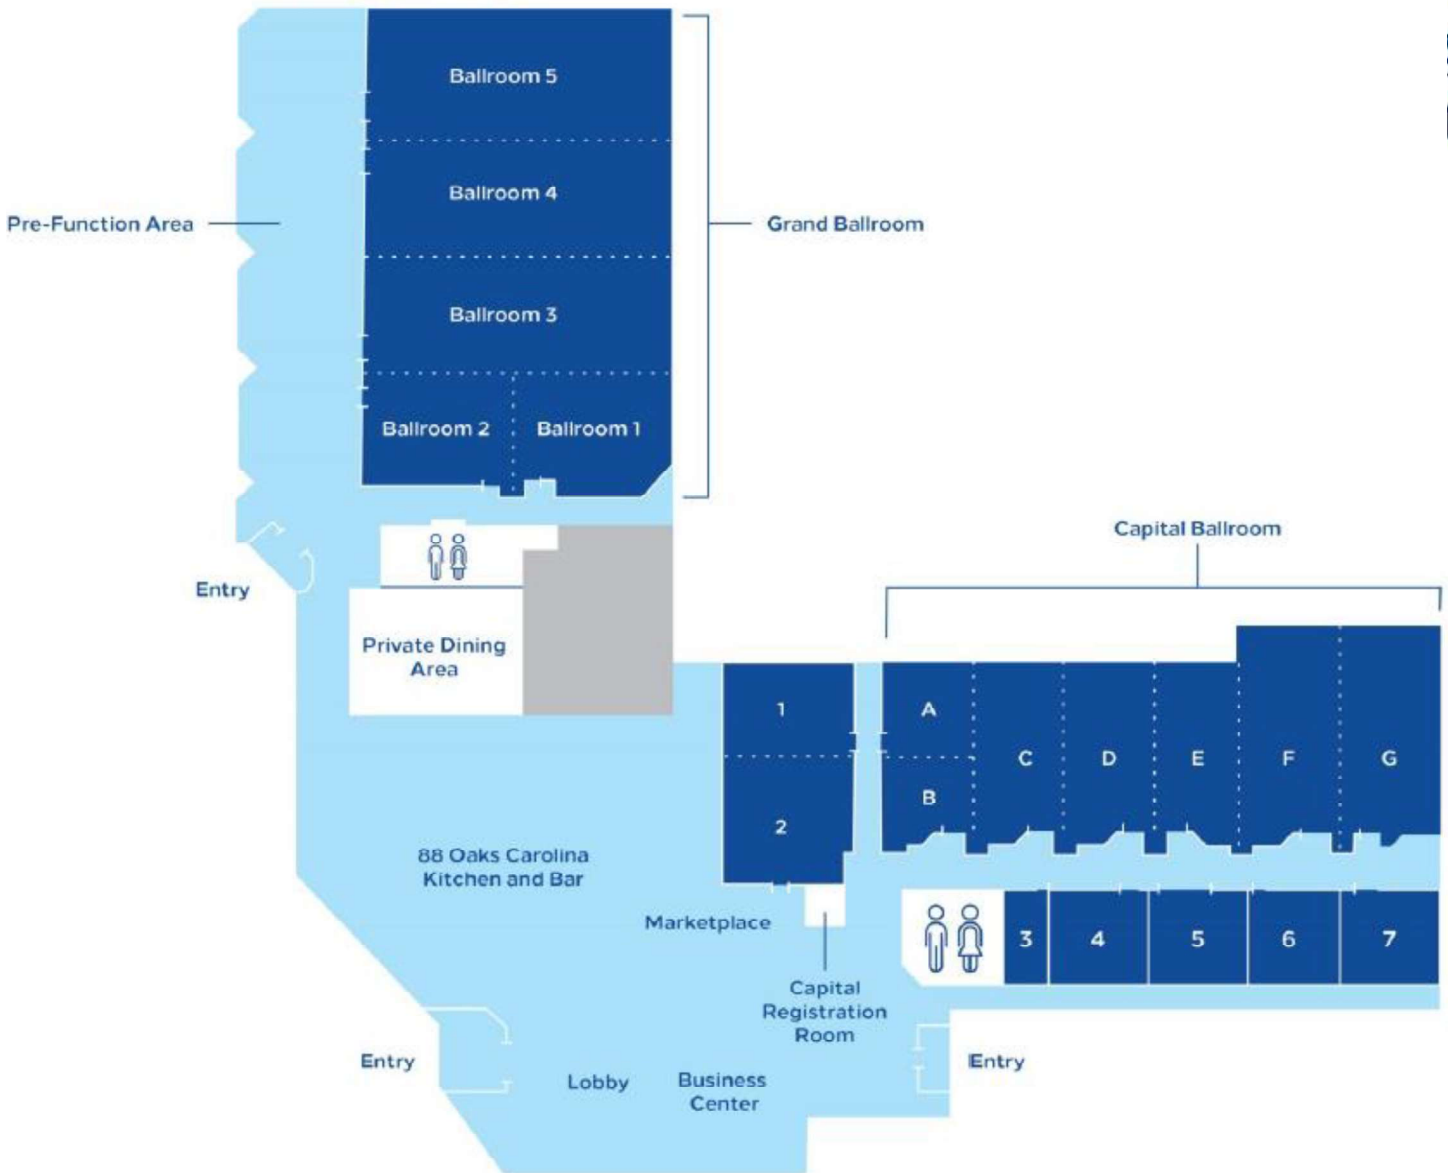 Ballroom 5
Ballroom 4
Pre-Function Area
Grand Ballroom
Ballroom 3
Ballroom 2
Ballroom 1
Capital Ballroom
Entry
Private Dining
Area
1
A
C
D
E
F
G
B
2
88 Oaks Carolina
Kitchen and Bar
Marketplace
3
4
5
6
7
Capital
Registration
Room
Entry
Entry
Lobby
Business
Center